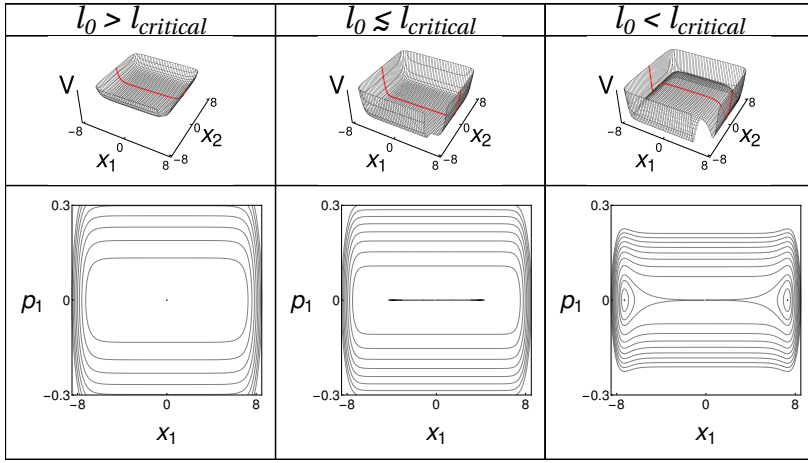 l₀ > l_critical
l₀ ⪅ l_critical
l₀ < l_critical
V
−8
0
8
x₁
−8
0
8
x₂
V
−8
0
8
x₁
−8
0
8
x₂
V
−8
0
8
x₁
−8
0
8
x₂
0.3
p₁ 0
−0.3
−8 0 8
x₁
0.3
p₁ 0
−0.3
−8 0 8
x₁
0.3
p₁ 0
−0.3
−8 0 8
x₁